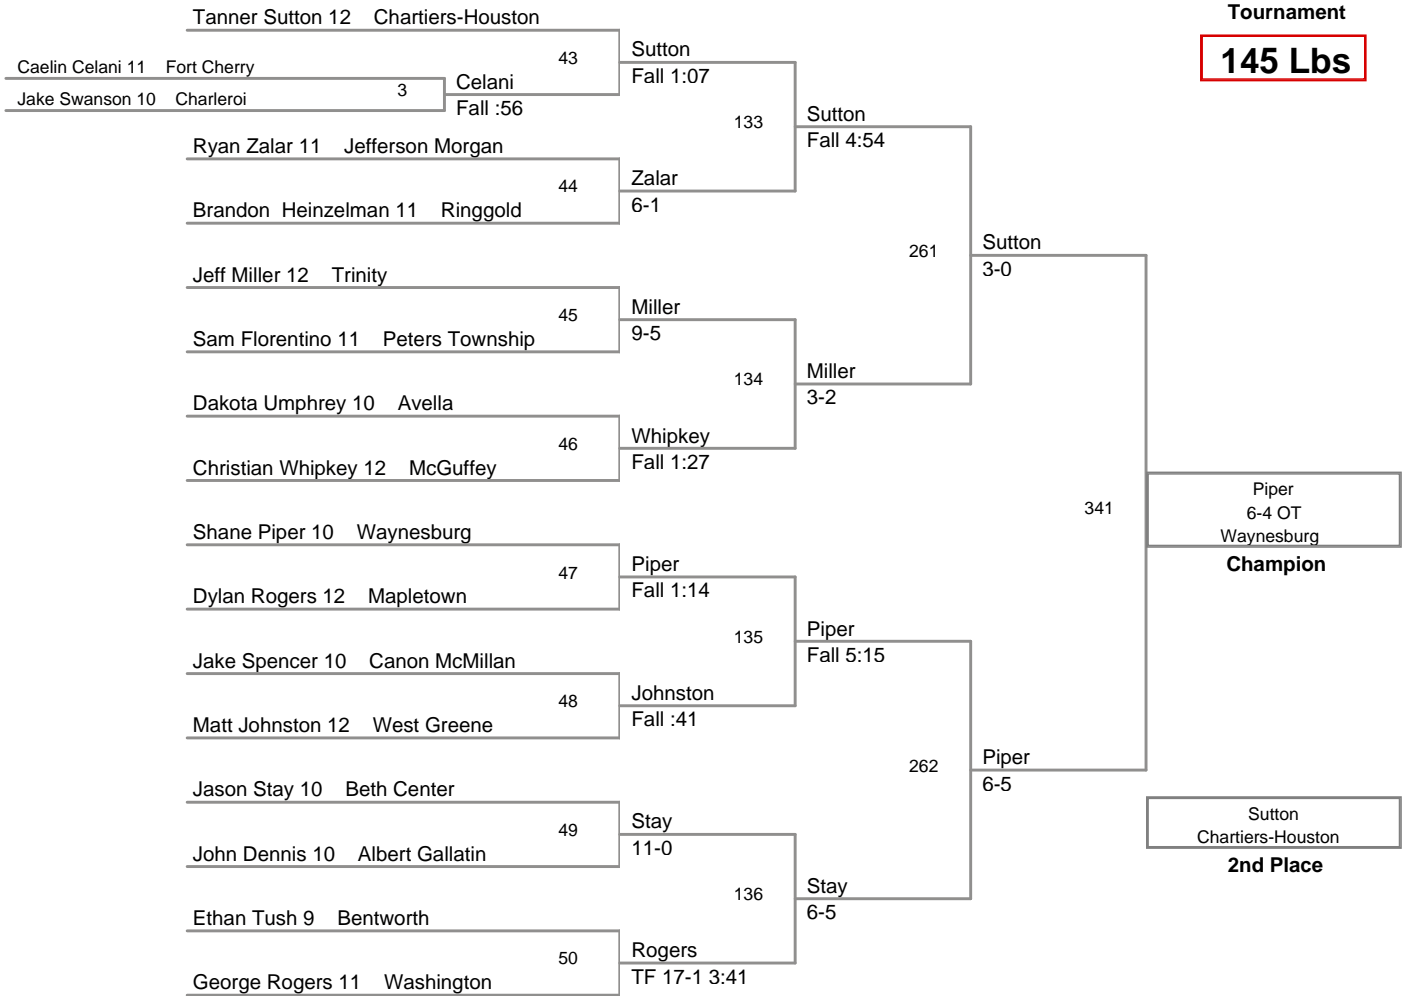 Tournament
145 Lbs
Tanner Sutton 12 Chartiers-Houston
43
Sutton
Fall 1:07
Caelin Celani 11 Fort Cherry
3
Jake Swanson 10 Charleroi
Celani
Fall :56
133
Sutton
Fall 4:54
Ryan Zalar 11 Jefferson Morgan
44
Zalar
6-1
Brandon Heinzelman 11 Ringgold
261
Sutton
3-0
Jeff Miller 12 Trinity
45
Miller
9-5
Sam Florentino 11 Peters Township
134
Miller
3-2
Dakota Umphrey 10 Avella
46
Whipkey
Fall 1:27
Christian Whipkey 12 McGuffey
341
Piper
6-4 OT
Waynesburg
Champion
Shane Piper 10 Waynesburg
47
Piper
Fall 1:14
Dylan Rogers 12 Mapletown
135
Piper
Fall 5:15
Jake Spencer 10 Canon McMillan
48
Johnston
Fall :41
Matt Johnston 12 West Greene
262
Piper
6-5
Jason Stay 10 Beth Center
49
Stay
11-0
John Dennis 10 Albert Gallatin
Sutton
Chartiers-Houston
2nd Place
136
Stay
6-5
Ethan Tush 9 Bentworth
50
Rogers
TF 17-1 3:41
George Rogers 11 Washington